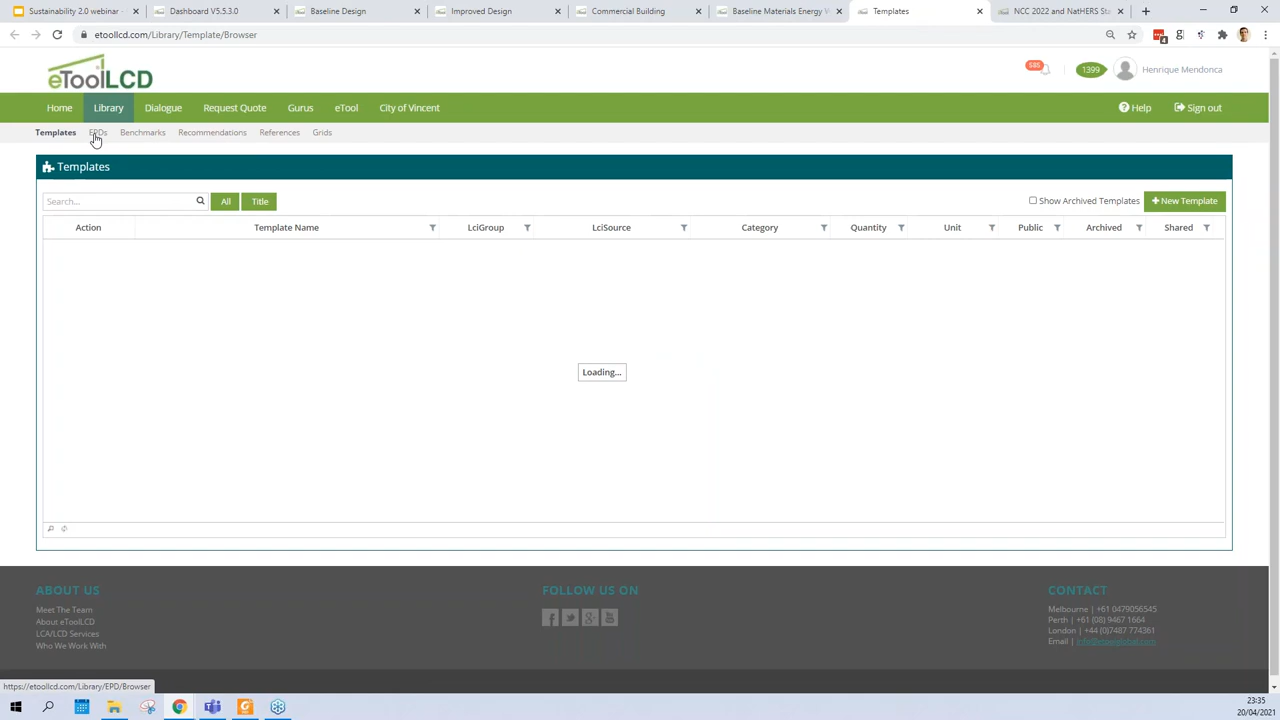 Sustainability 2.0 webinar -
Dashboard V5.5.3.0
Baseline Design
Improved Design
Commercial Building
Baseline Materials Energy
Templates
NCC 2022 and NatHERS
etoollcd.com/Library/Template/Browser
4
eToolLCD
585
1399
Henrique Mendonca
Home
Library
Dialogue
Request Quote
Gurus
eTool
City of Vincent
Help
Sign out
Templates
EPDs
Benchmarks
Recommendations
References
Grids
Templates
Search...
All
Title
Show Archived Templates
New Template
Action
Template Name
LciGroup
LciSource
Category
Quantity
Unit
Public
Archived
Shared
Loading...
ABOUT US
Meet The Team
About eToolLCD
LCA/LCD Services
Who We Work With
FOLLOW US ON
CONTACT
Melbourne | +61 0479056545
Perth | +61 (08) 9467 1664
London | +44 (0)7487 774361
Email |
https://etoollcd.com/Library/EPD/Browser
23:35
20/04/2021